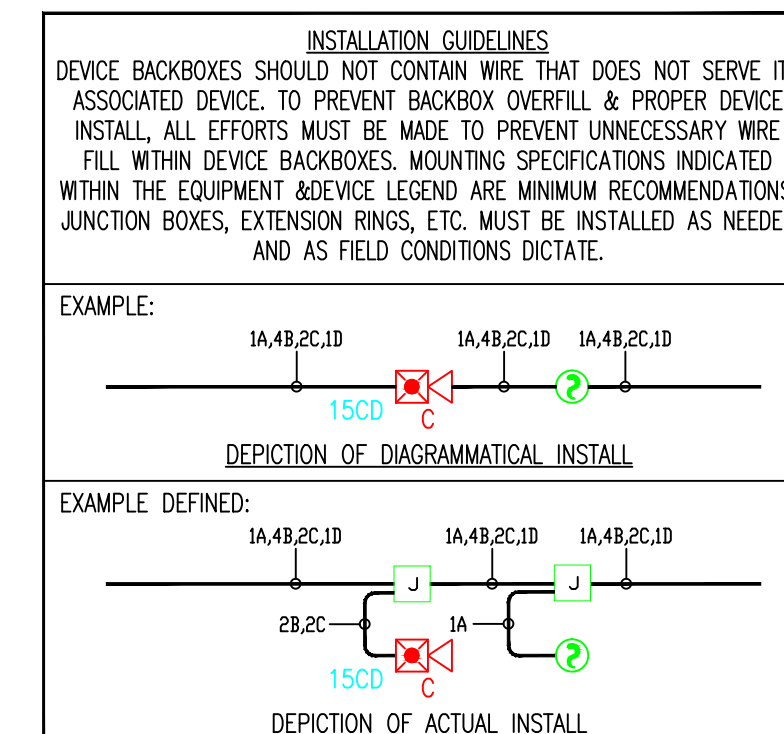 INSTALLATION GUIDELINES
DEVICE BACKBOXES SHOULD NOT CONTAIN WIRE THAT DOES NOT SERVE
ASSOCIATED DEVICE. TO PREVENT BACKBOX OVERFILL & PROPER DEVICE
INSTALL, ALL EFFORTS MUST BE MADE TO PREVENT UNNECESSARY WIRE
FILL WITHIN DEVICE BACKBOXES. MOUNTING SPECIFICATIONS INDICATED
WITHIN THE EQUIPMENT &DEVICE LEGEND ARE MINIMUM RECOMMENDATIONS
JUNCTION BOXES, EXTENSION RINGS, ETC. MUST BE INSTALLED AS
AND AS FIELD CONDITIONS DICTATE.
EXAMPLE:
1A,4B,2C,1D 1A,4B,2C,1D 1A,4B,2C,1D
15CD C
DEPICTION OF DIAGRAMMATICAL INSTALL
EXAMPLE DEFINED:
1A,4B,2C,1D 1A,4B,2C,1D 1A,4B,2C,1D
J J
2B,2C 1A
15CD C
DEPICTION OF ACTUAL INSTALL